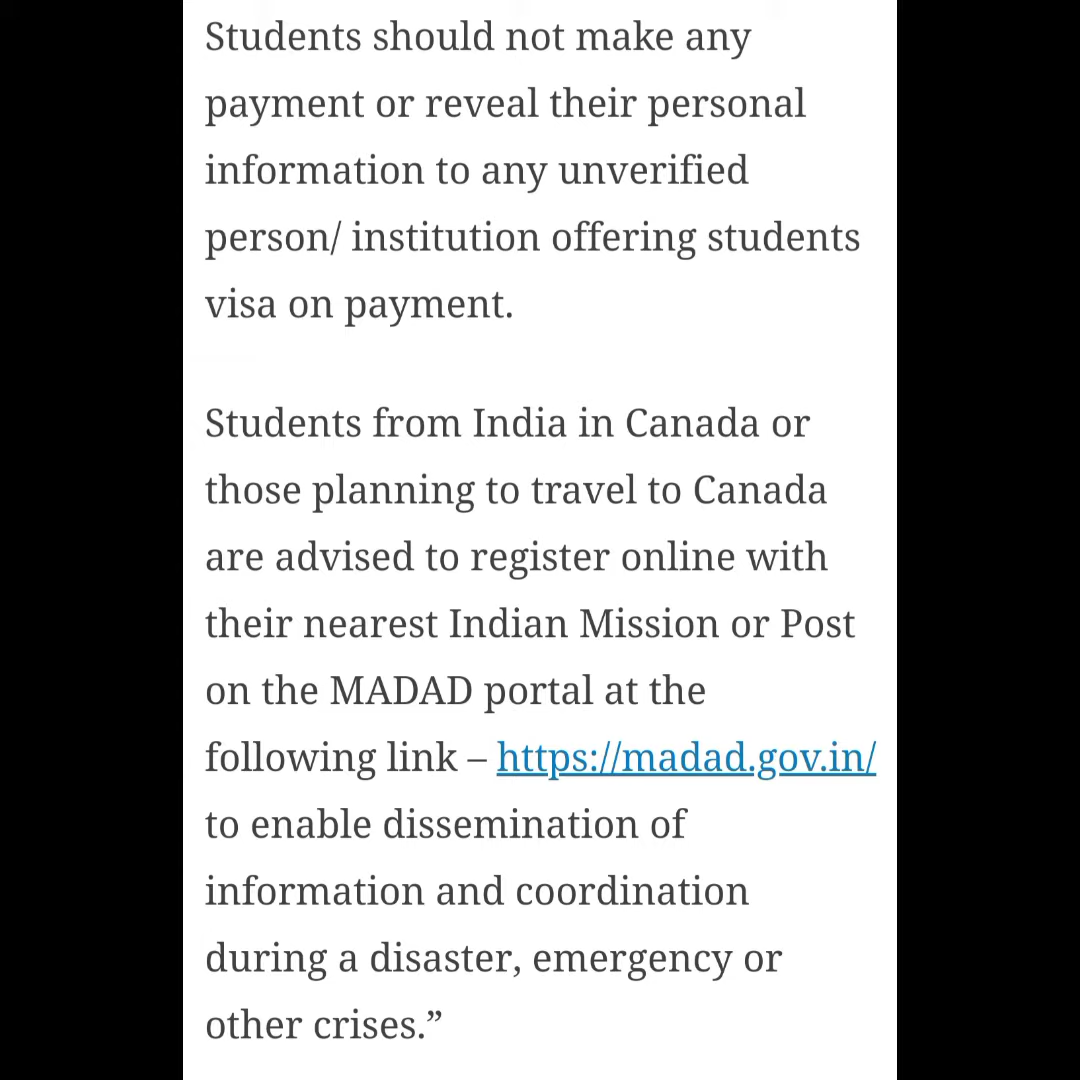 Students should not make any
payment or reveal their personal
information to any unverified
person/ institution offering students
visa on payment.
Students from India in Canada or
those planning to travel to Canada
are advised to register online with
their nearest Indian Mission or Post
on the MADAD portal at the
following link – https://madad.gov.in/
to enable dissemination of
information and coordination
during a disaster, emergency or
other crises.”